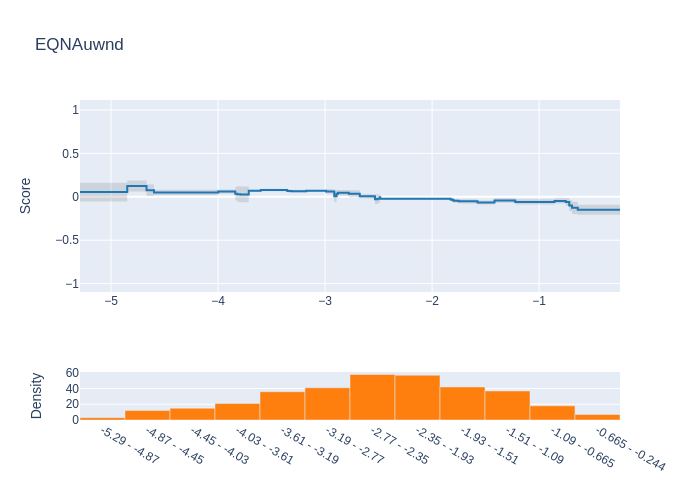 EQNAuwnd
1
0.5
0
−0.5
−1
Score
−5
−4
−3
−2
−1
60
40
20
0
Density
-5.29 - -4.87
-4.87 - -4.45
-4.45 - -4.03
-4.03 - -3.61
-3.61 - -3.19
-3.19 - -2.77
-2.77 - -2.35
-2.35 - -1.93
-1.93 - -1.51
-1.51 - -1.09
-1.09 - -0.665
-0.665 - -0.244